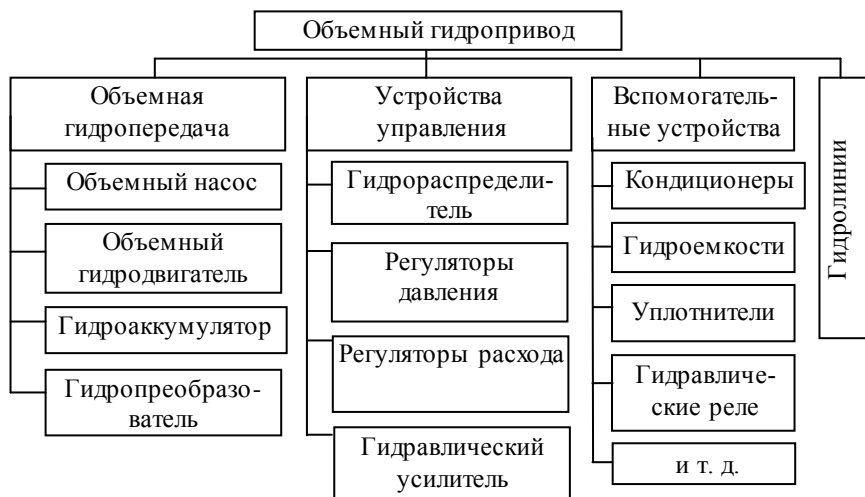 Объемный гидропривод
Объемная
гидропередача
Объемный насос
Объемный
гидродвигатель
Гидроаккумулятор
Гидропреобразо-
ватель
Устройства
управления
Гидрораспредели-
тель
Регуляторы
давления
Регуляторы расхода
Гидравлический
усилитель
Вспомогатель-
ные устройства
Кондиционеры
Гидроемкости
Уплотнители
Гидравличе-
ские реле
и т. д.
Гидролинии